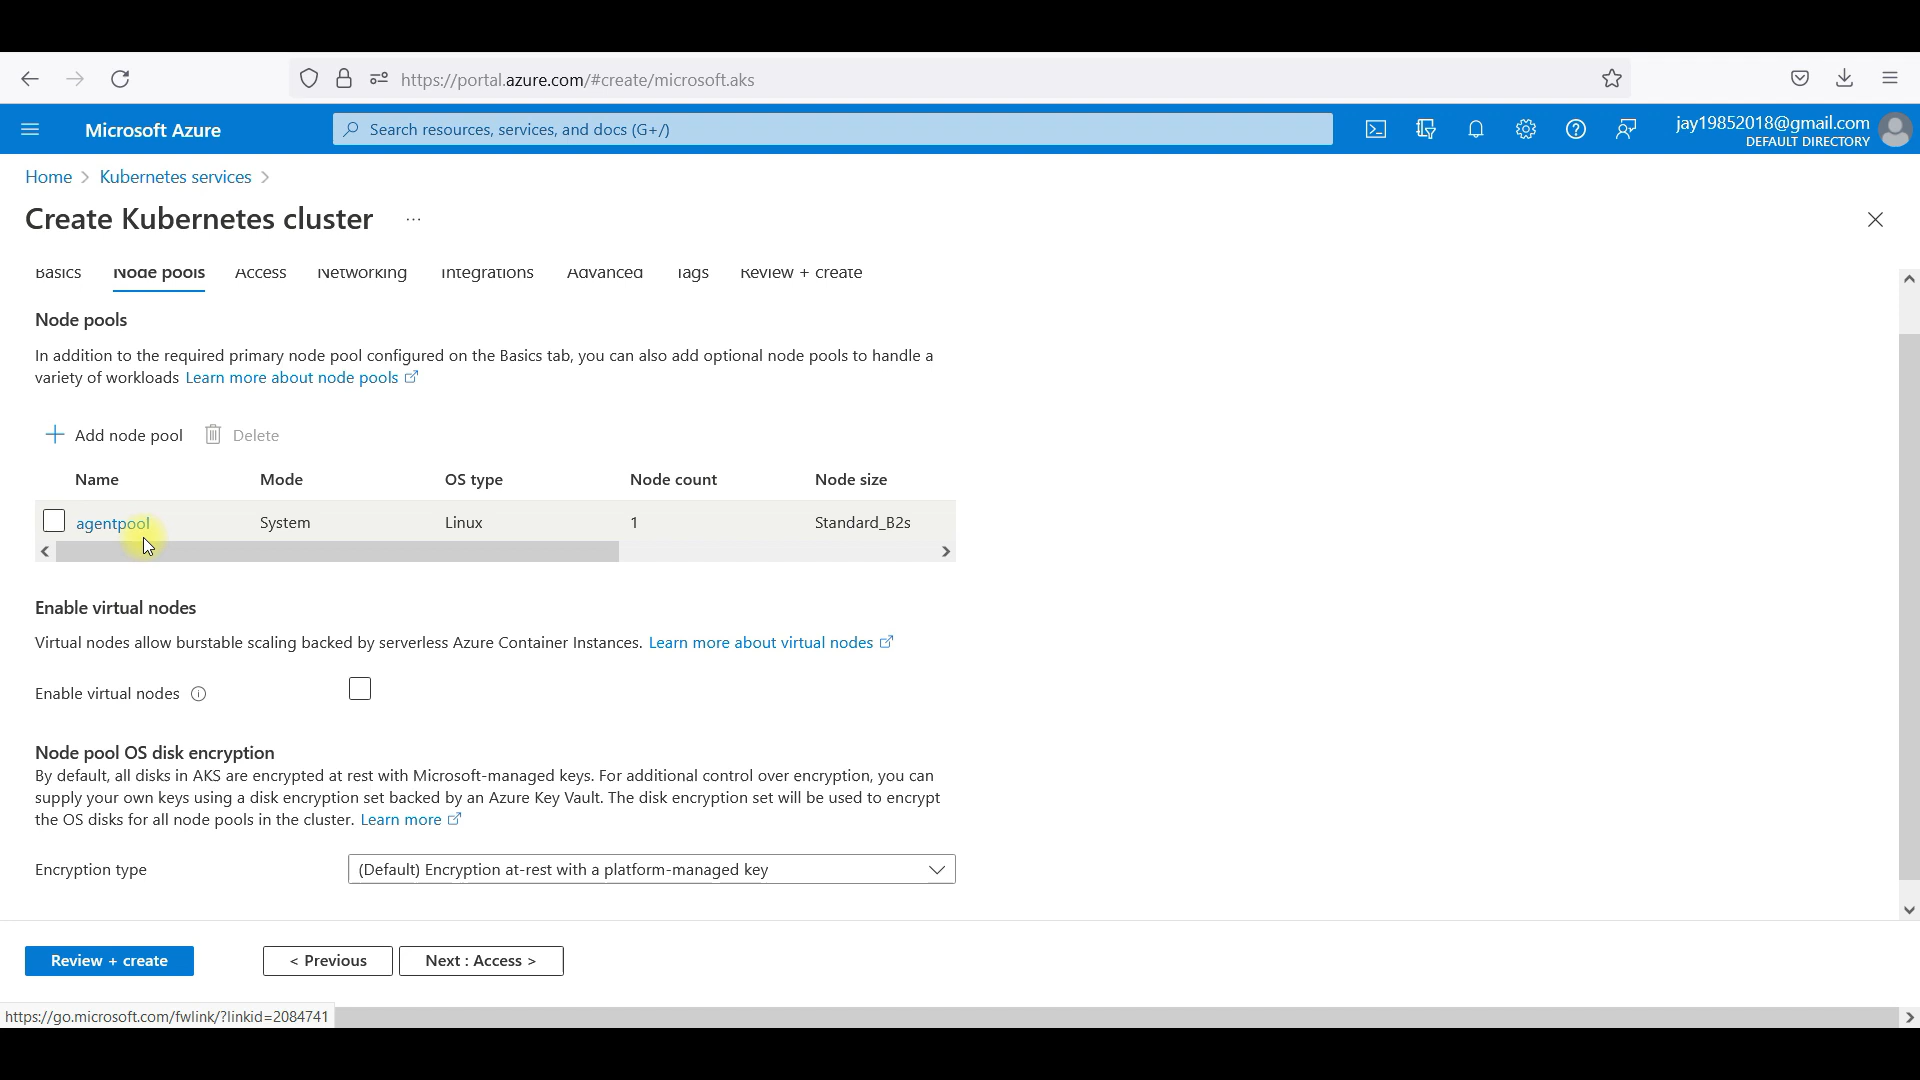 https://portal.azure.com/#create/microsoft.aks
Microsoft Azure
Search resources, services, and docs (G+/)
jay19852018@gmail.com
DEFAULT DIRECTORY
Home > Kubernetes services >
Create Kubernetes cluster ...
Basics Node pools Access Networking Integrations Advanced Tags Review + create
Node pools
In addition to the required primary node pool configured on the Basics tab, you can also add optional node pools to handle a
variety of workloads Learn more about node pools
+ Add node pool Delete
Name Mode OS type Node count Node size
agentpool System Linux 1 Standard_B2s
Enable virtual nodes
Virtual nodes allow burstable scaling backed by serverless Azure Container Instances. Learn more about virtual nodes
Enable virtual nodes
Node pool OS disk encryption
By default, all disks in AKS are encrypted at rest with Microsoft-managed keys. For additional control over encryption, you can
supply your own keys using a disk encryption set backed by an Azure Key Vault. The disk encryption set will be used to encrypt
the OS disks for all node pools in the cluster. Learn more
Encryption type (Default) Encryption at-rest with a platform-managed key
Review + create < Previous Next : Access >
https://go.microsoft.com/fwlink/?linkid=2084741